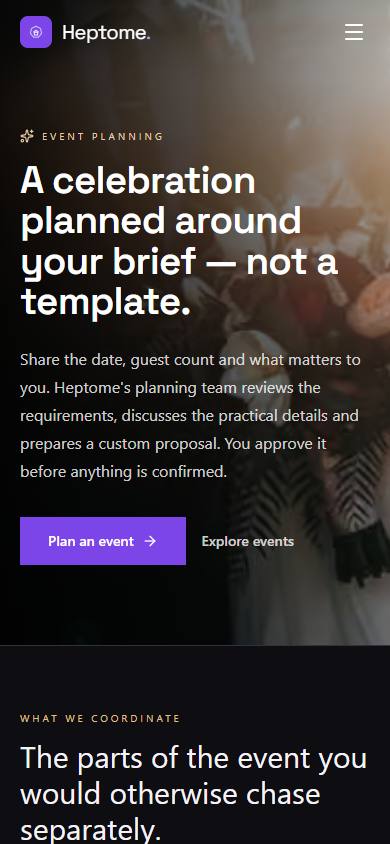 Heptome.
EVENT PLANNING
A celebration
planned around
your brief — not a
template.
Share the date, guest count and what matters to
you. Heptome's planning team reviews the
requirements, discusses the practical details and
prepares a custom proposal. You approve it
before anything is confirmed.
Plan an event → Explore events
WHAT WE COORDINATE
The parts of the event you
would otherwise chase
separately.